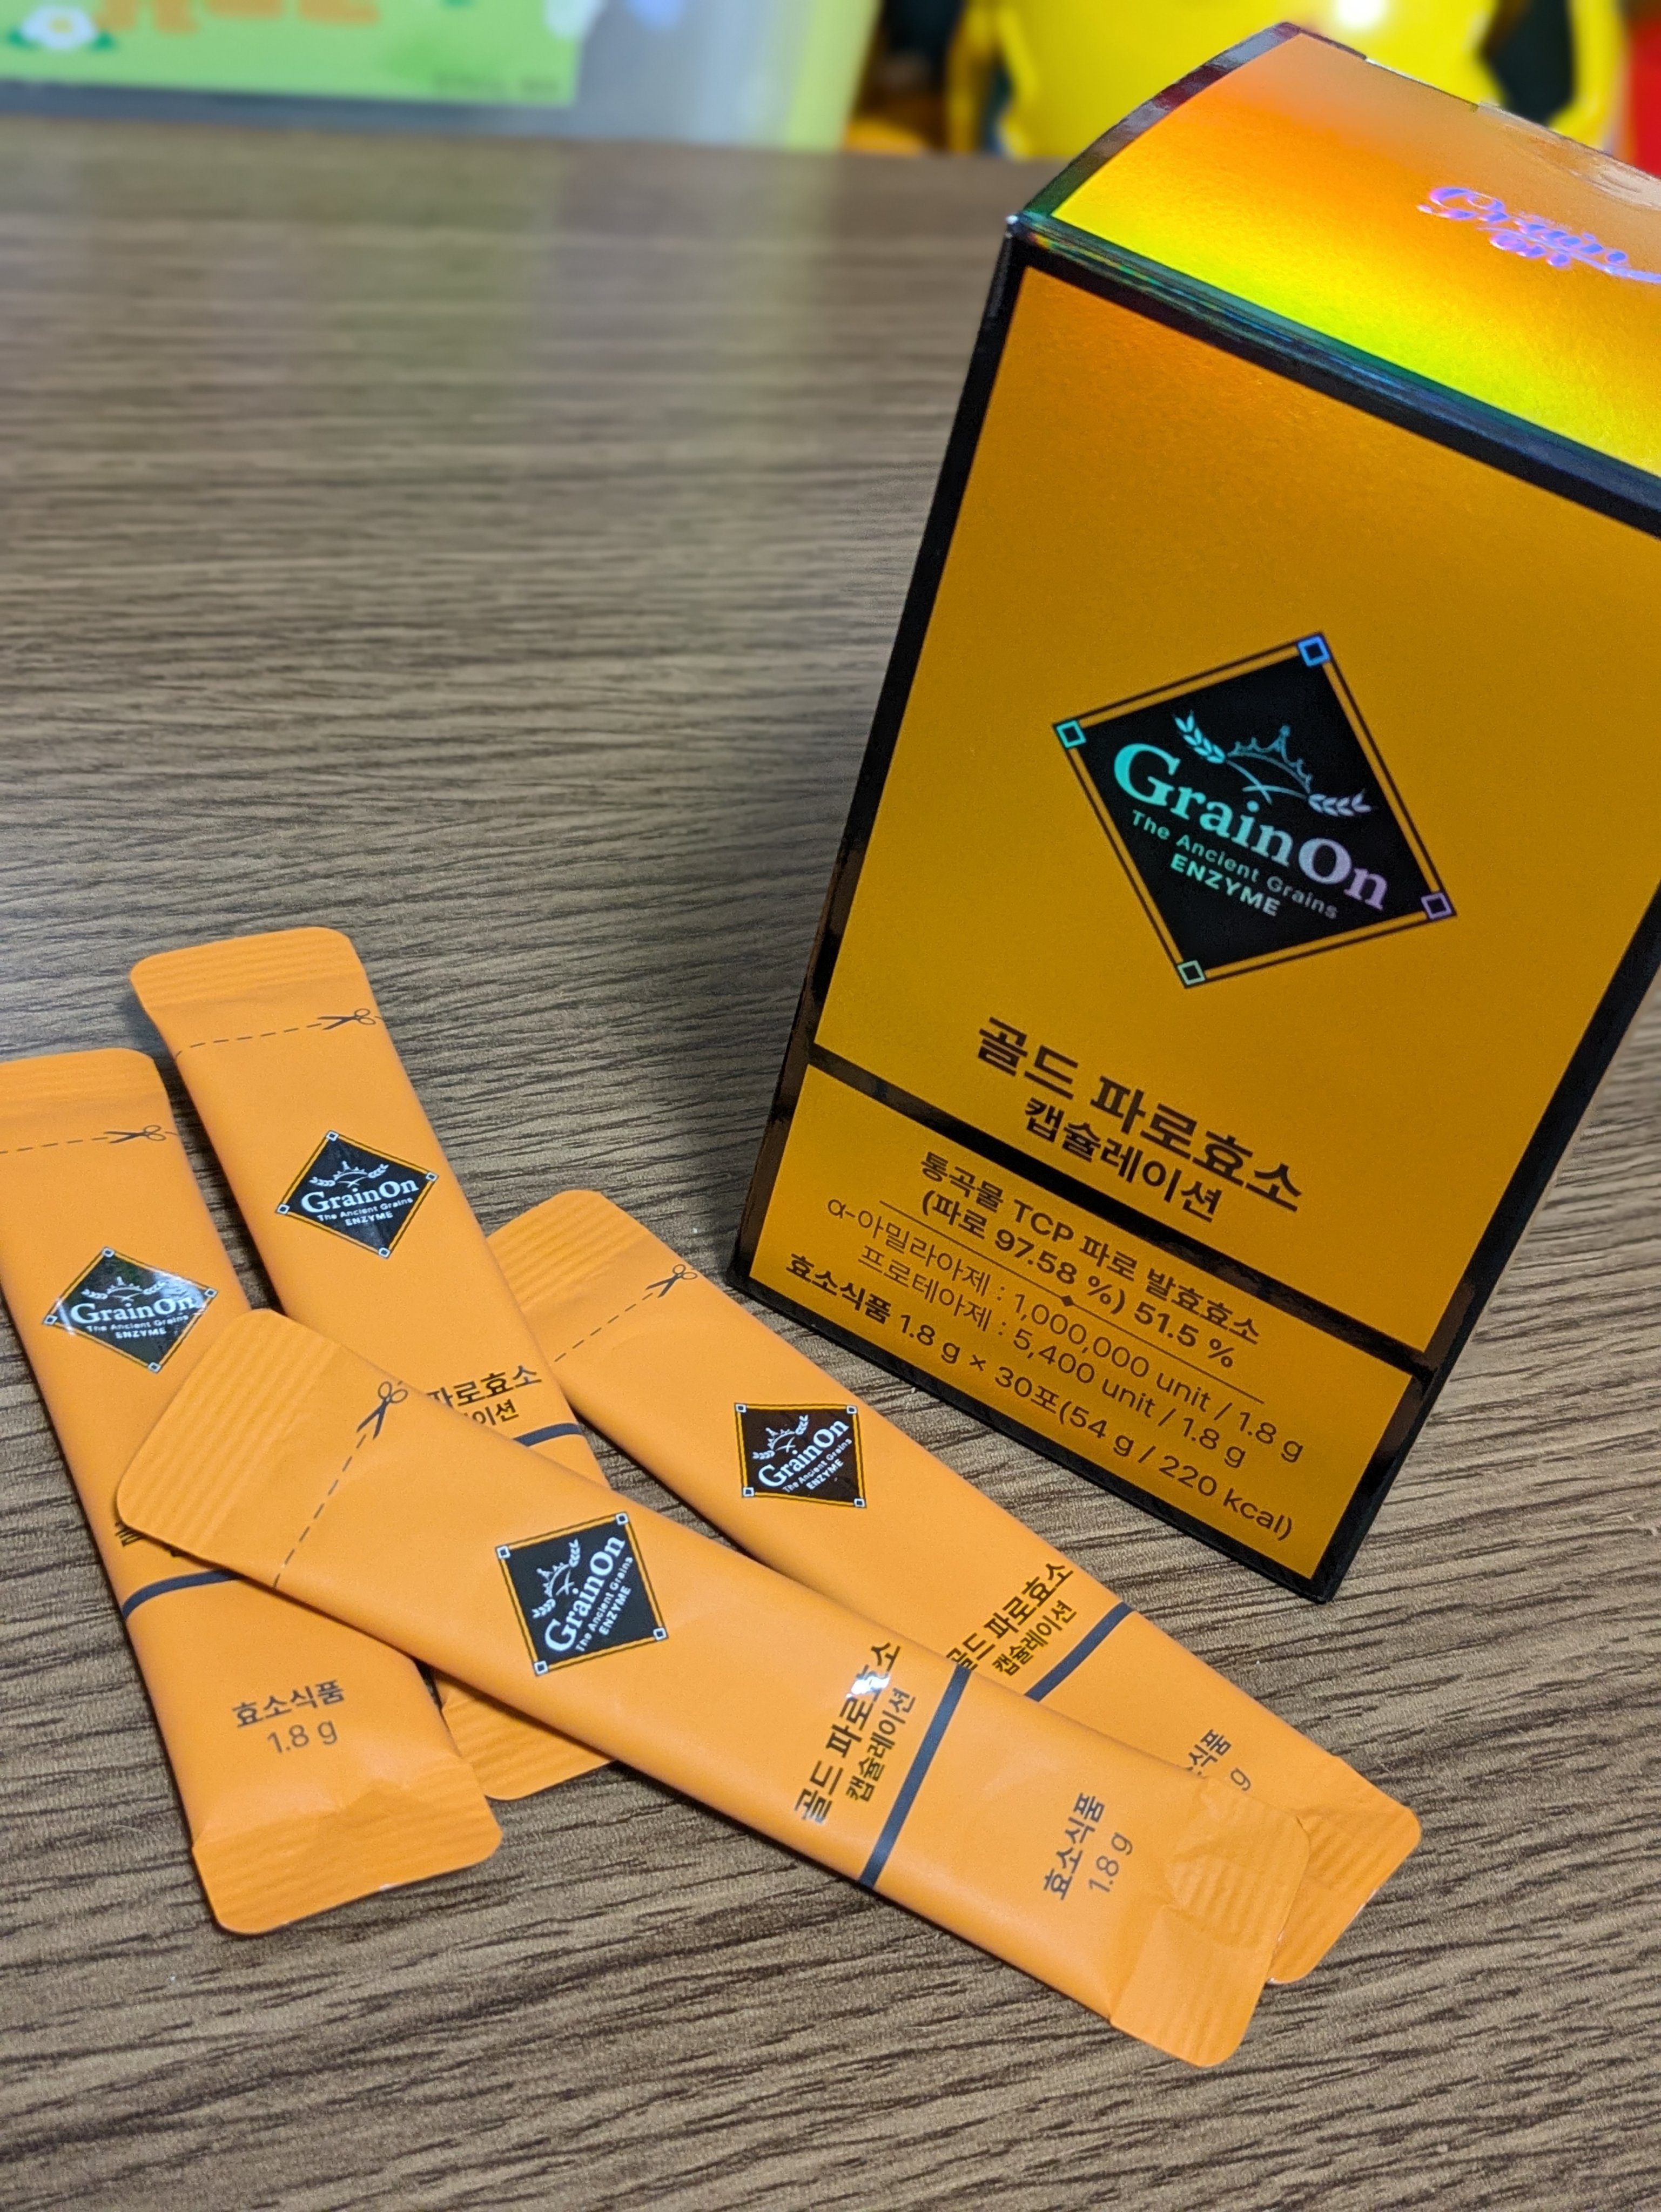 Grain
On
GrainOn
The Ancient Grains
ENZYME
골드 파로효소
캡슐레이션
통곡물 TCP 파로 발효효소
(파로 97.58 %) 51.5 %
α-아밀라아제 : 1,000,000 unit / 1.8 g
프로테아제 : 5,400 unit / 1.8 g
효소식품 1.8 g × 30포(54 g / 220 kcal)
GrainOn
The Ancient Grains
ENZYME
파로효소
이션
GrainOn
The Ancient Grains
ENZYME
효소식품
1.8 g
GrainOn
The Ancient Grains
ENZYME
골드 파로효소
캡슐레이션
식품
g
GrainOn
The Ancient Grains
ENZYME
골드 파로효소
캡슐레이션
효소식품
1.8 g